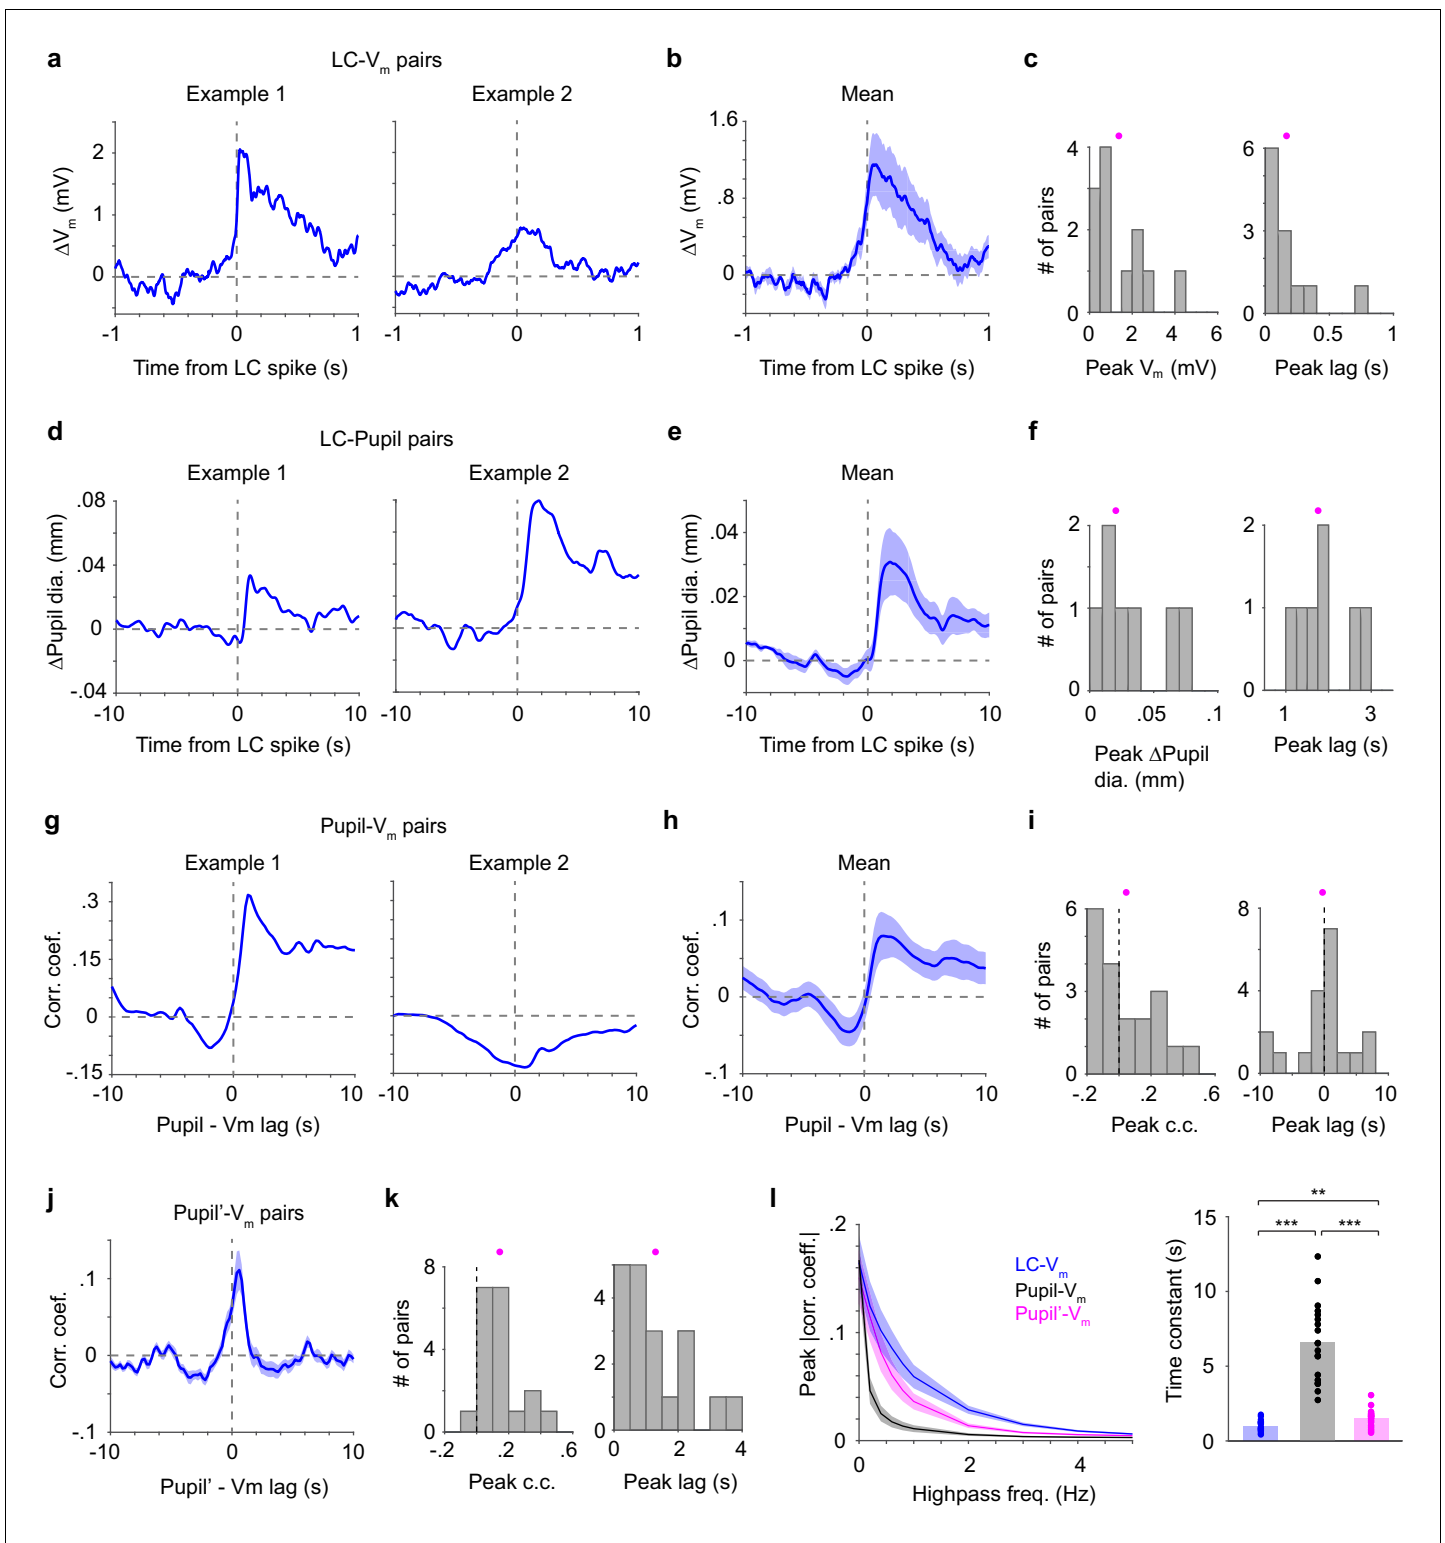 a
LC-Vm pairs
Example 1
Example 2
ΔVm (mV)
2
1
0
-1
0
1
-1
0
1
Time from LC spike (s)
b
Mean
ΔVm (mV)
1.6
.8
0
-1
0
1
Time from LC spike (s)
c
# of pairs
4
2
0
0
2
4
6
Peak Vm (mV)
6
4
2
0
0
0.5
1
Peak lag (s)
d
LC-Pupil pairs
Example 1
Example 2
ΔPupil dia. (mm)
.08
.04
0
-.04
-10
0
10
-10
0
10
Time from LC spike (s)
e
Mean
ΔPupil dia. (mm)
.04
.02
0
-10
0
10
Time from LC spike (s)
f
# of pairs
2
1
0
0
.05
.1
Peak ΔPupil
dia. (mm)
2
1
0
1
3
Peak lag (s)
g
Pupil-Vm pairs
Example 1
Example 2
Corr. coef.
.3
.15
0
-.15
-10
0
10
-10
0
10
Pupil - Vm lag (s)
h
Mean
Corr. coef.
.1
0
-.1
-10
0
10
Pupil - Vm lag (s)
i
# of pairs
6
3
0
-.2
.2
.6
Peak c.c.
8
4
0
-10
0
10
Peak lag (s)
j
Pupil'-Vm pairs
Corr. coef.
.1
0
-.1
-10
0
10
Pupil' - Vm lag (s)
k
# of pairs
8
4
0
-.2
.2
.6
Peak c.c.
4
2
0
0
2
4
Peak lag (s)
l
Peak |corr. coeff.|
.2
.1
0
0
2
4
Highpass freq. (Hz)
LC-Vm
Pupil-Vm
Pupil'-Vm
Time constant (s)
15
10
5
0
**
***
***